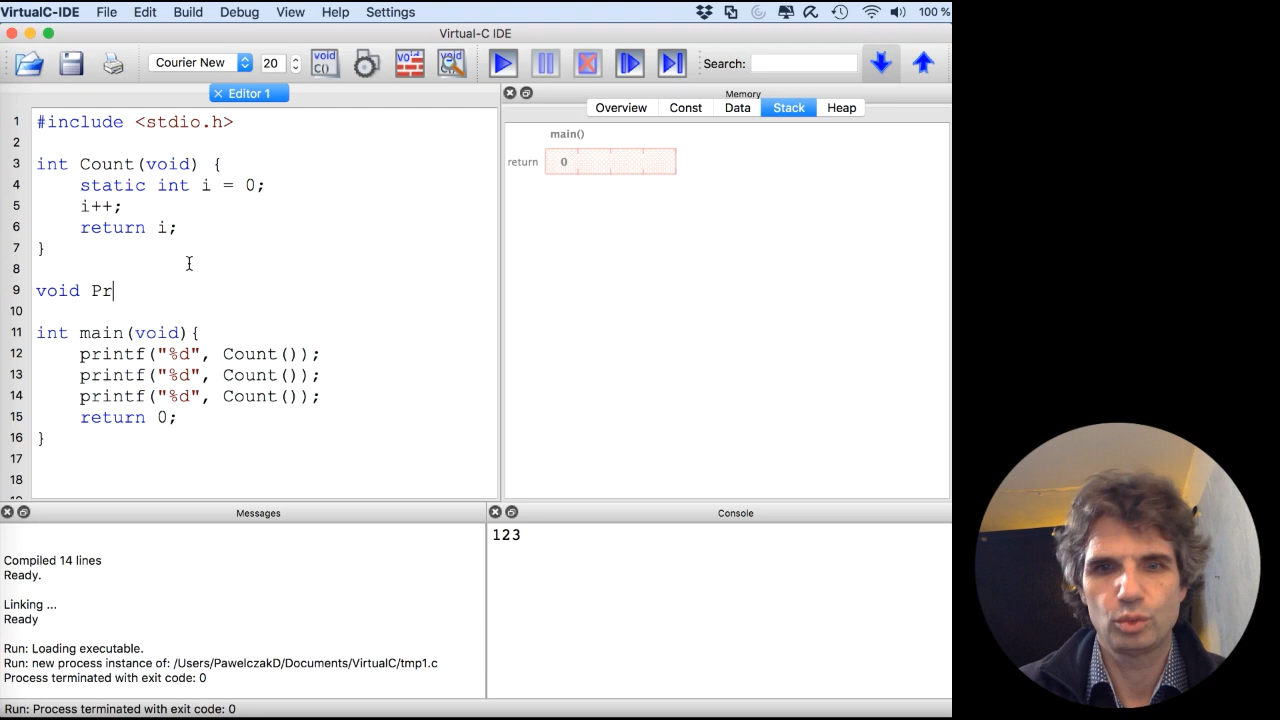 VirtualC-IDE File Edit Build Debug View Help Settings 100 %
Virtual-C IDE
Courier New 20 void C() Search:
Editor 1
1 #include <stdio.h>
2
3 int Count(void) {
4 static int i = 0;
5 i++;
6 return i;
7 }
8
9 void Pr
10
11 int main(void){
12 printf("%d", Count());
13 printf("%d", Count());
14 printf("%d", Count());
15 return 0;
16 }
17
18
Memory
Overview Const Data Stack Heap
main()
return 0
Messages
Compiled 14 lines
Ready.
Linking ...
Ready
Run: Loading executable.
Run: new process instance of: /Users/PawelczakD/Documents/VirtualC/tmp1.c
Process terminated with exit code: 0
Console
123
Run: Process terminated with exit code: 0